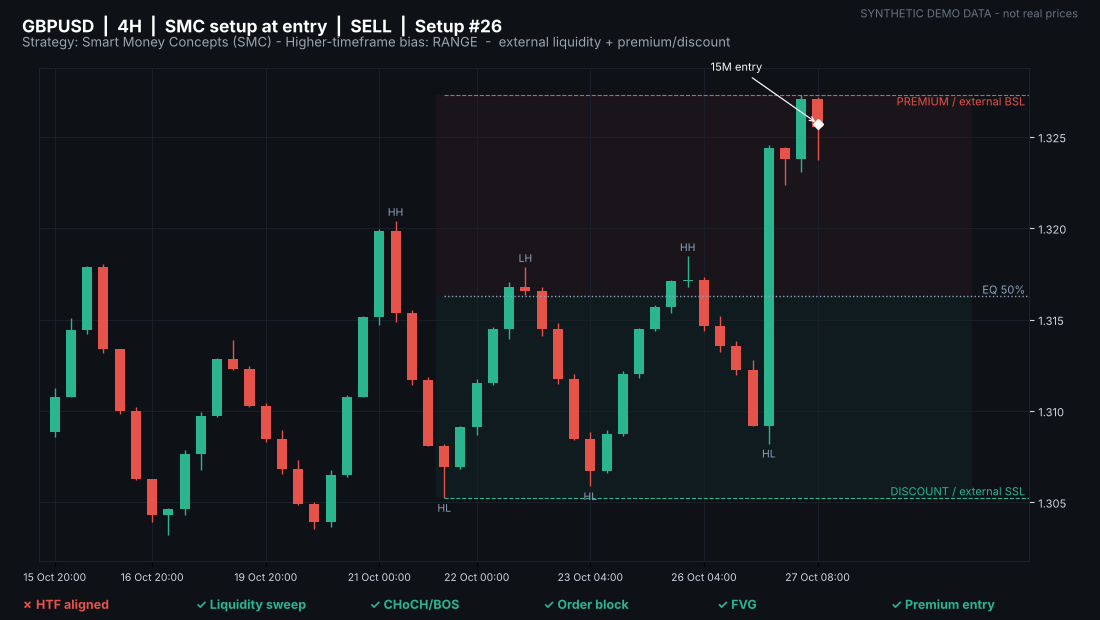 GBPUSD | 4H | SMC setup at entry | SELL | Setup #26
SYNTHETIC DEMO DATA - not real prices
Strategy: Smart Money Concepts (SMC) - Higher-timeframe bias: RANGE - external liquidity + premium/discount
15M entry
PREMIUM / external BSL
1.325
HH
1.320
HH
LH
EQ 50%
1.315
1.310
HL
HL
DISCOUNT / external SSL
1.305
HL
15 Oct 20:00
16 Oct 20:00
19 Oct 20:00
21 Oct 00:00
22 Oct 00:00
23 Oct 04:00
26 Oct 04:00
27 Oct 08:00
× HTF aligned
✓ Liquidity sweep
✓ CHoCH/BOS
✓ Order block
✓ FVG
✓ Premium entry